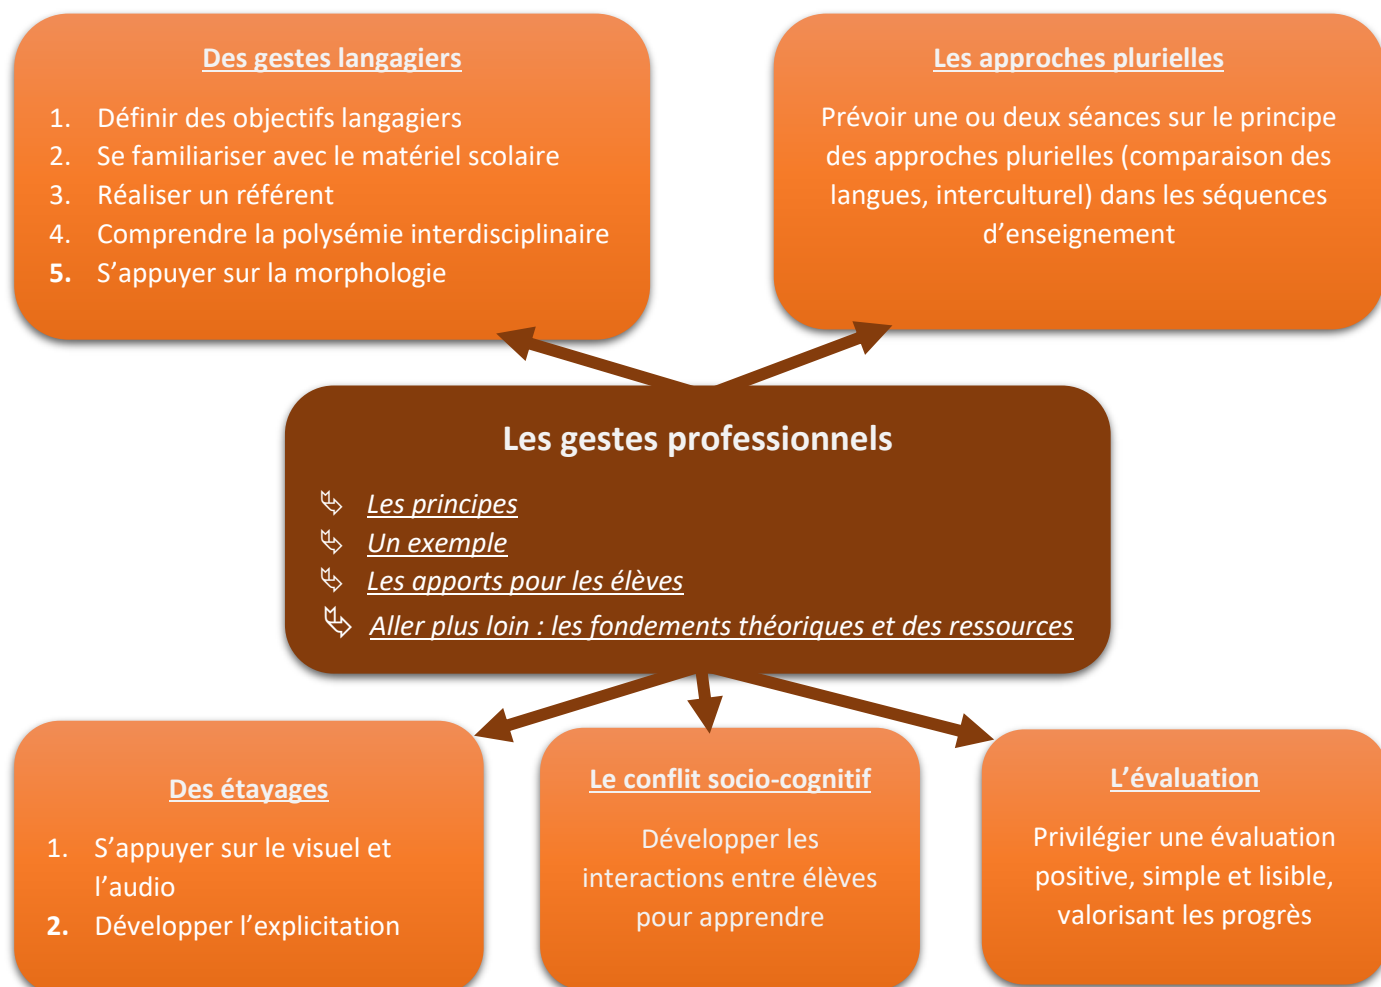 Des gestes langagiers
1. Définir des objectifs langagiers
2. Se familiariser avec le matériel scolaire
3. Réaliser un référent
4. Comprendre la polysémie interdisciplinaire
5. S’appuyer sur la morphologie
Les approches plurielles
Prévoir une ou deux séances sur le principe
des approches plurielles (comparaison des
langues, interculturel) dans les séquences
d’enseignement
Les gestes professionnels
Les principes
Un exemple
Les apports pour les élèves
Aller plus loin : les fondements théoriques et des ressources
Des étayages
1. S’appuyer sur le visuel et
l’audio
2. Développer l’explicitation
Le conflit socio-cognitif
Développer les
interactions entre élèves
pour apprendre
L’évaluation
Privilégier une évaluation
positive, simple et lisible,
valorisant les progrès